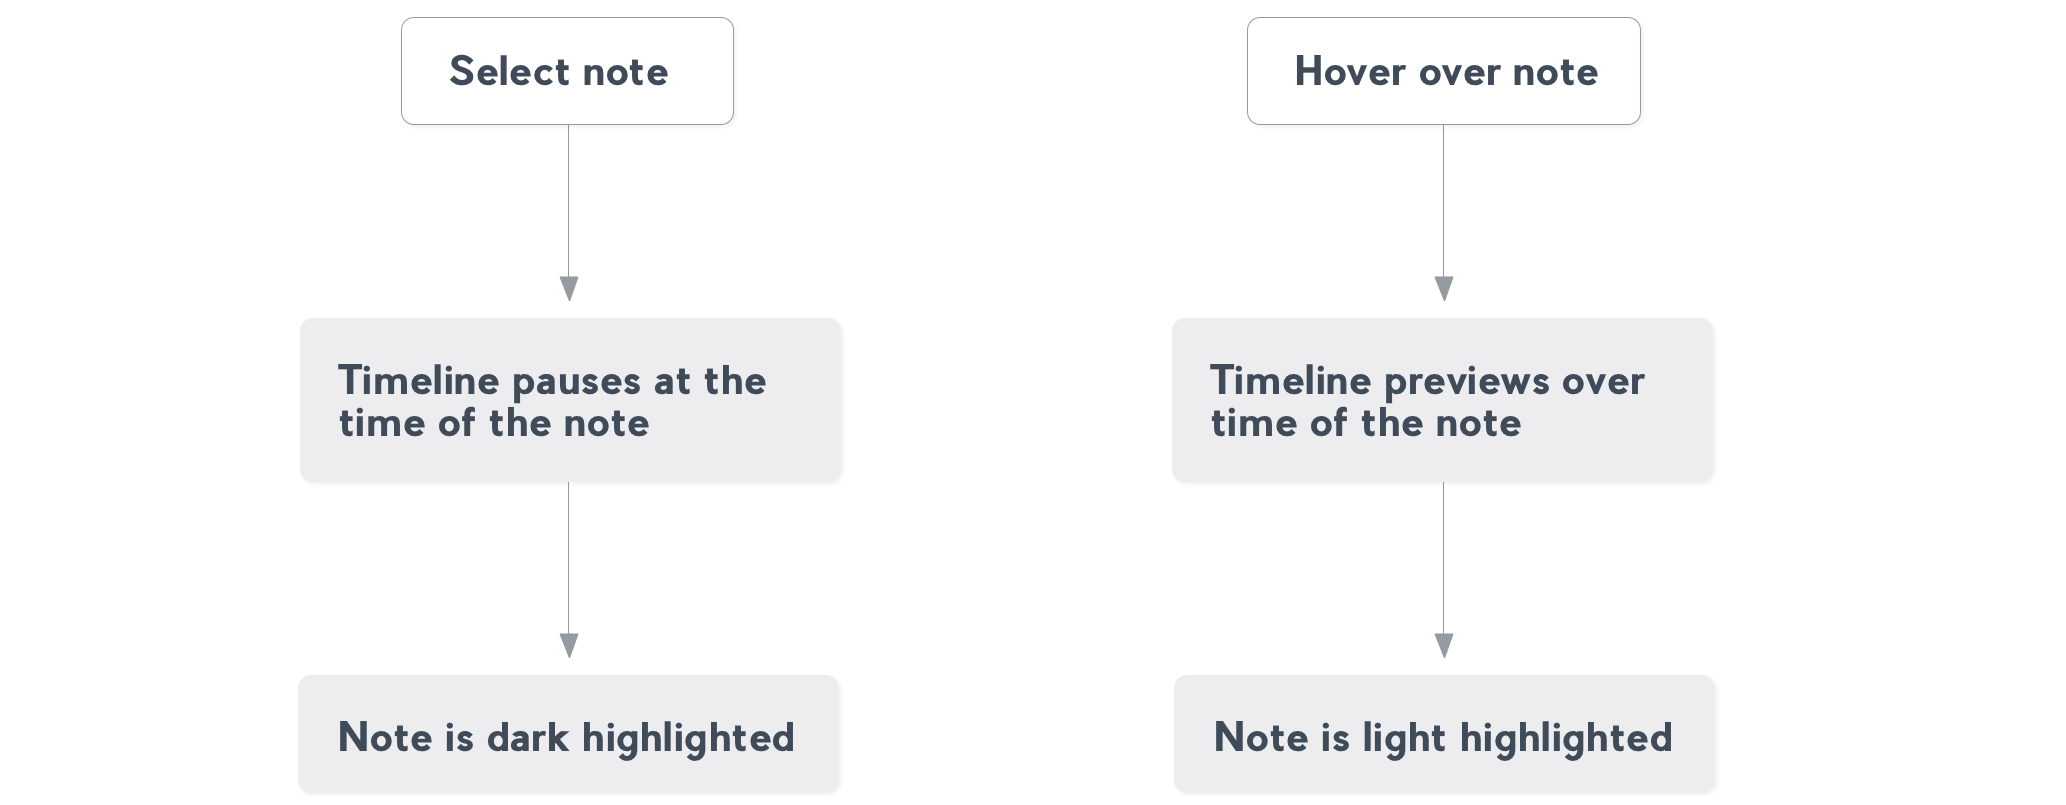 Select note
Timeline pauses at the
time of the note
Note is dark highlighted
Hover over note
Timeline previews over
time of the note
Note is light highlighted